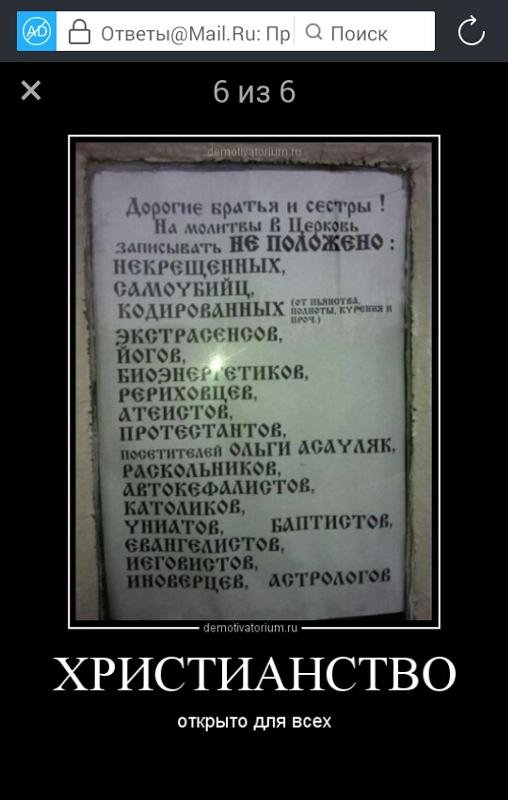 Ответы@Mail.Ru: Пр
Поиск
6 из 6
demotivatorium.ru
Дорогие братья и сестры !
На молитвы в Церковь
записывать НЕ ПОЛОЖЕНО :
НЕКРЕЩЕННЫХ,
САМОУБИЙЦ,
КОДИРОВАННЫХ (ОТ ПЬЯНСТВА,
ПОЛНОТЫ, КУРЕНИЯ И
ПРОЧ.)
ЭКСТРАСЕНСОВ,
ЙОГОВ,
БИОЭНЕРГЕТИКОВ,
РЕРИХОВЦЕВ,
АТЕИСТОВ,
ПРОТЕСТАНТОВ,
ПОСЕТИТЕЛЕЙ ОЛЬГИ АСАУЛЯК,
РАСКОЛЬНИКОВ,
АВТОКЕФАЛИСТОВ,
КАТОЛИКОВ,
УНИАТОВ, БАПТИСТОВ,
ЕВАНГЕЛИСТОВ,
ИЕГОВИСТОВ,
ИНОВЕРЦЕВ, АСТРОЛОГОВ
demotivatorium.ru
ХРИСТИАНСТВО
открыто для всех